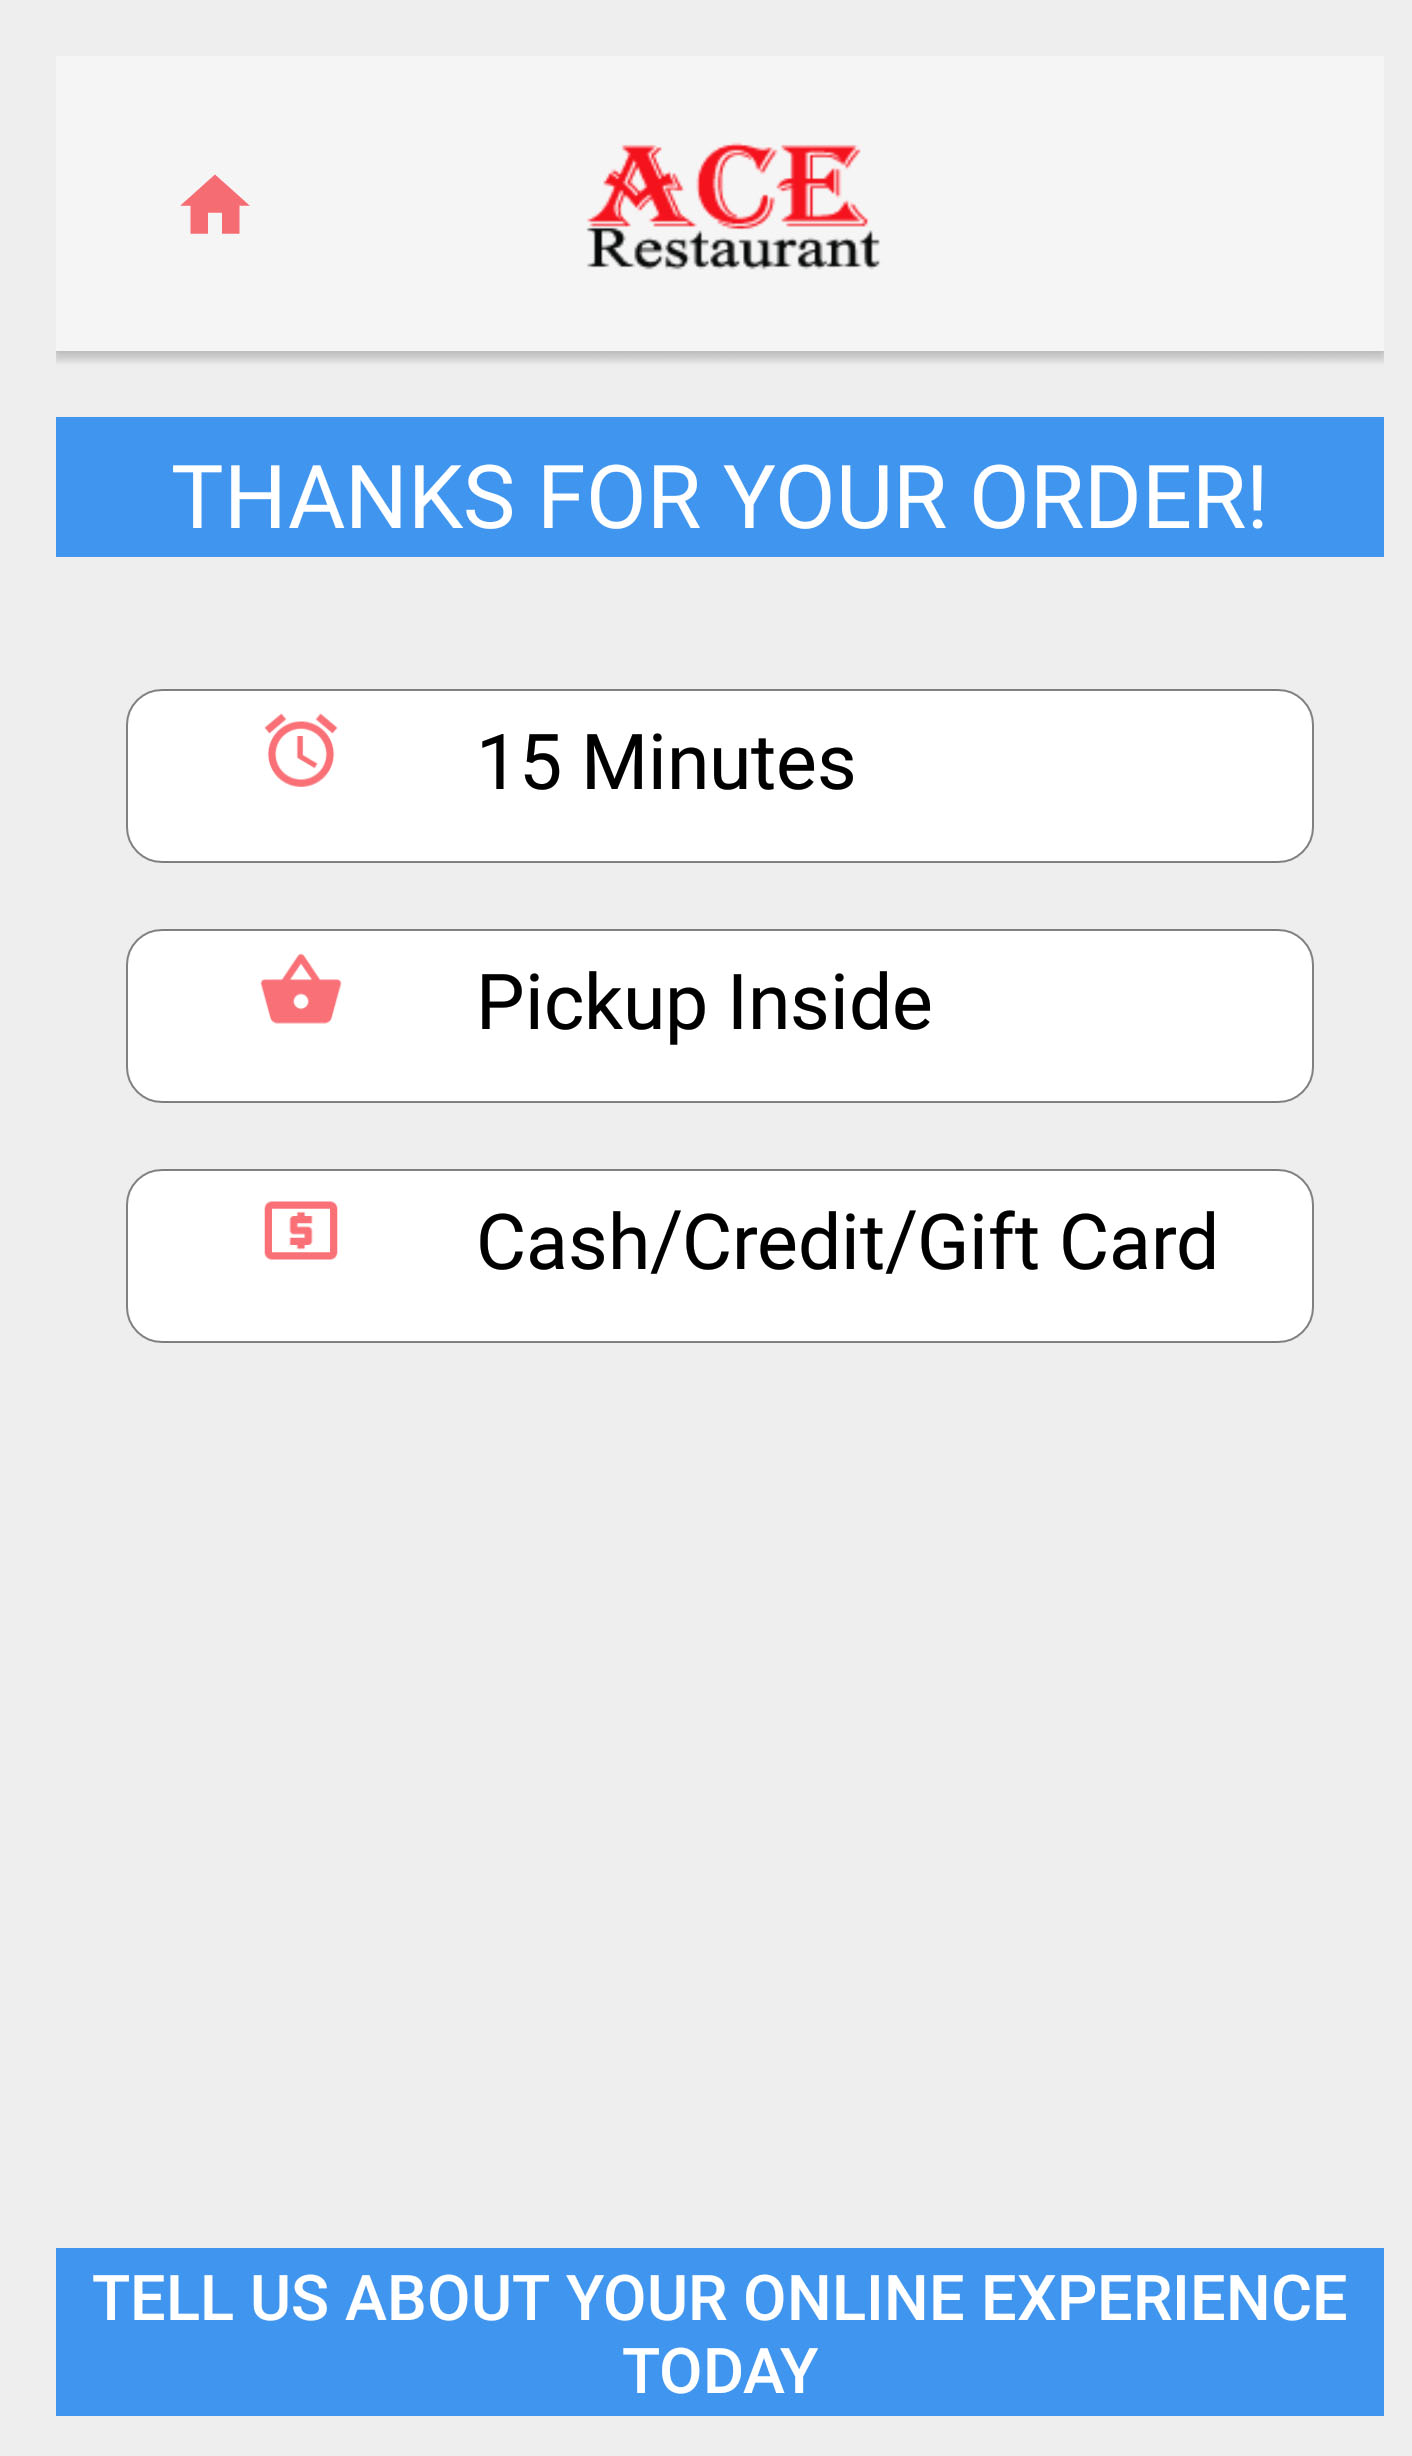 ACE
Restaurant
THANKS FOR YOUR ORDER!
15 Minutes
Pickup Inside
Cash/Credit/Gift Card
TELL US ABOUT YOUR ONLINE EXPERIENCE
TODAY